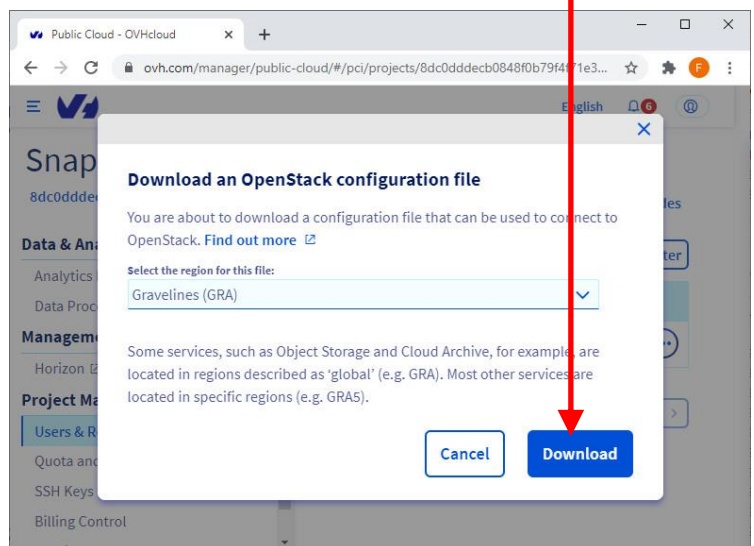 Public Cloud - OVHcloud
ovh.com/manager/public-cloud/#/pci/projects/8dc0dddecb0848f0b79f4f71e3...
F
English
6
Snap
8dc0dddec
Download an OpenStack configuration file
You are about to download a configuration file that can be used to connect to
OpenStack. Find out more
Select the region for this file:
Gravelines (GRA)
Some services, such as Object Storage and Cloud Archive, for example, are
located in regions described as ‘global’ (e.g. GRA). Most other services are
located in specific regions (e.g. GRA5).
Cancel
Download
Data & Ana
Analytics
Data Proc
Manageme
Horizon
Project Ma
Users & R
Quota and
SSH Keys
Billing Control
les
ter